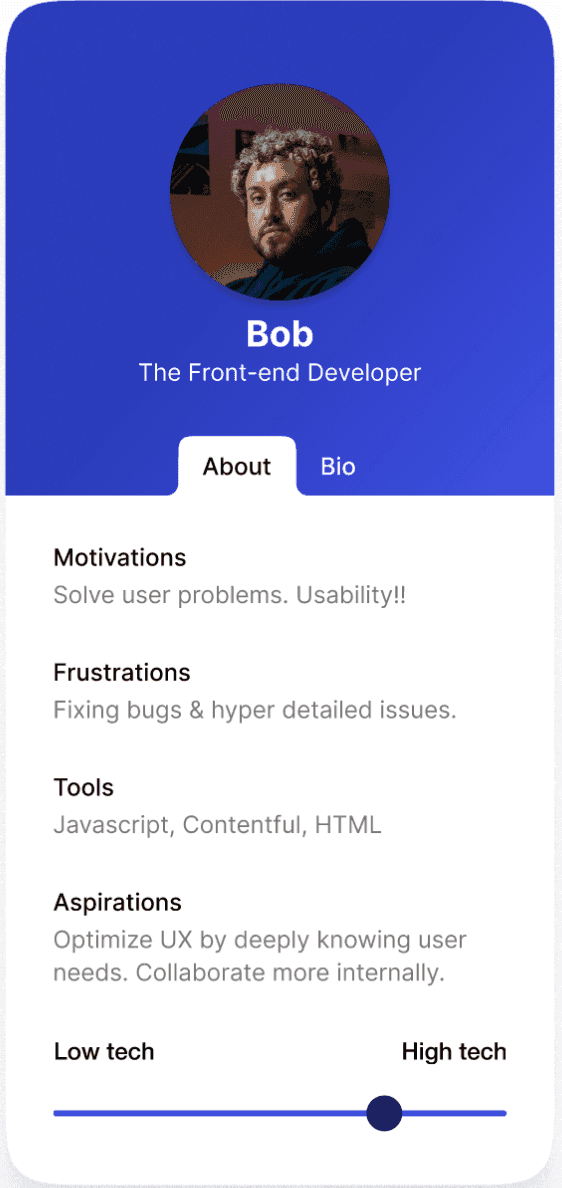 Bob
The Front-end Developer
About Bio
Motivations
Solve user problems. Usability!!
Frustrations
Fixing bugs & hyper detailed issues.
Tools
Javascript, Contentful, HTML
Aspirations
Optimize UX by deeply knowing user
needs. Collaborate more internally.
Low tech High tech